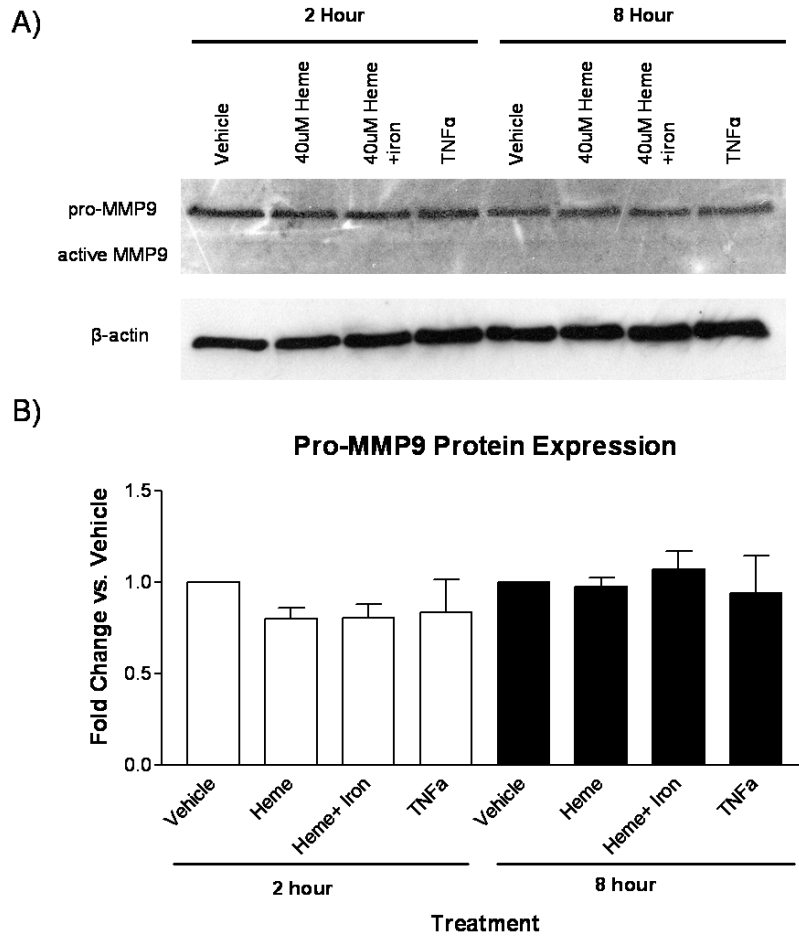 A)
2 Hour
8 Hour
Vehicle
40uM Heme
40uM Heme
+iron
TNFα
Vehicle
40uM Heme
40uM Heme
+iron
TNFα
pro-MMP9
active MMP9
β-actin
B)
Pro-MMP9 Protein Expression
Fold Change vs. Vehicle
1.5
1.0
0.5
0.0
Vehicle
Heme
Heme+ Iron
TNFa
Vehicle
Heme
Heme+ Iron
TNFa
2 hour
8 hour
Treatment